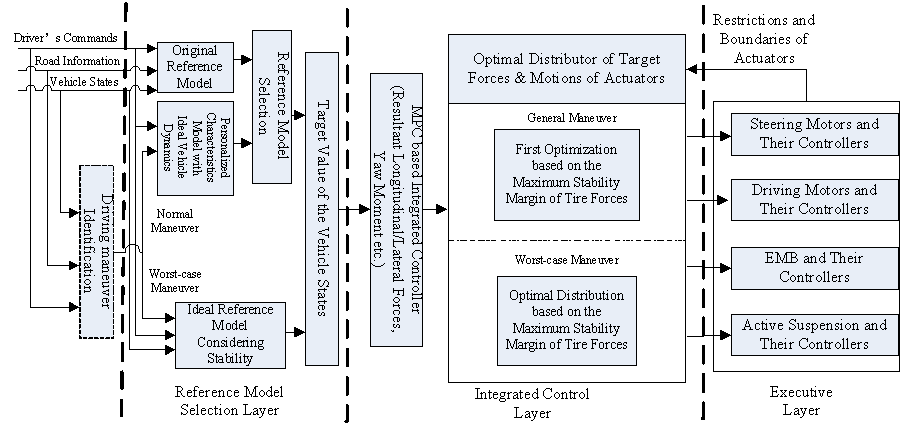 Driver’s Commands
Road Information
Vehicle States
Driving maneuver
Identification
Original
Reference
Model
Personalized
Characteristics
Model with
Ideal Vehicle
Dynamics
Reference Model
Selection
Normal
Maneuver
Worst-case
Maneuver
Ideal Reference
Model
Considering
Stability
Target Value of the Vehicle States
Reference Model
Selection Layer
MPC based Integrated Controller
(Resultant Longitudinal/Lateral Forces,
Yaw Moment etc.)
Optimal Distributor of Target
Forces & Motions of Actuators
General Maneuver
First Optimization
based on the
Maximum Stability
Margin of Tire Forces
Worst-case Maneuver
Optimal Distribution
based on the
Maximum Stability
Margin of Tire Forces
Integrated Control
Layer
Restrictions and
Boundaries of
Actuators
Steering Motors and
Their Controllers
Driving Motors and
Their Controllers
EMB and Their
Controllers
Active Suspension and
Their Controllers
Executive
Layer